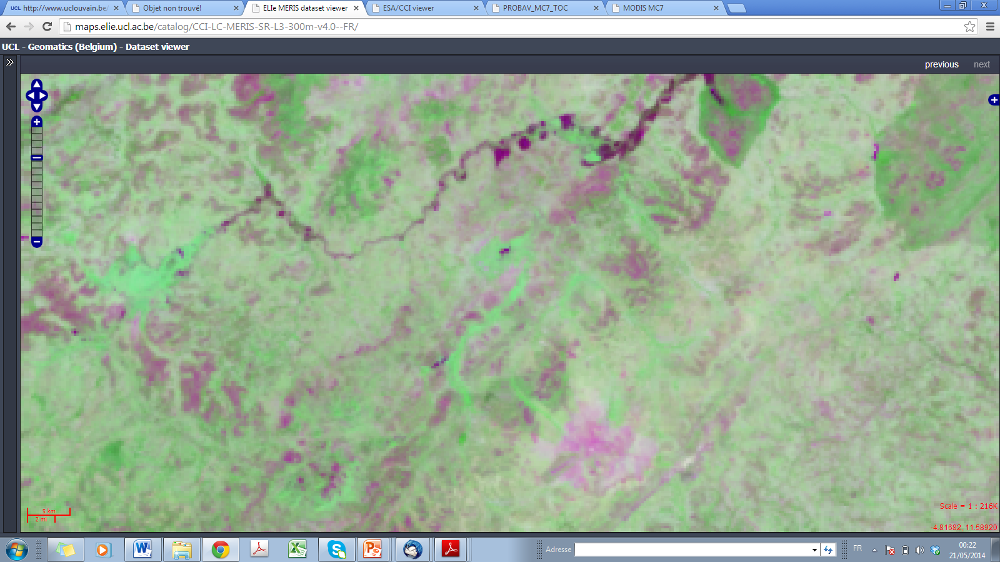 UCL http://www.uclouvain.be/
Objet non trouvé!
ELIe MERIS dataset viewer
ESA/CCI viewer
PROBAV_MC7_TOC
MODIS MC7
maps.elie.ucl.ac.be/catalog/CCI-LC-MERIS-SR-L3-300m-v4.0--FR/
UCL - Geomatics (Belgium) - Dataset viewer
previous next
5 km
2 mi
Scale = 1 : 216K
-4.81682, 11.58920
Adresse
FR
00:22
21/05/2014